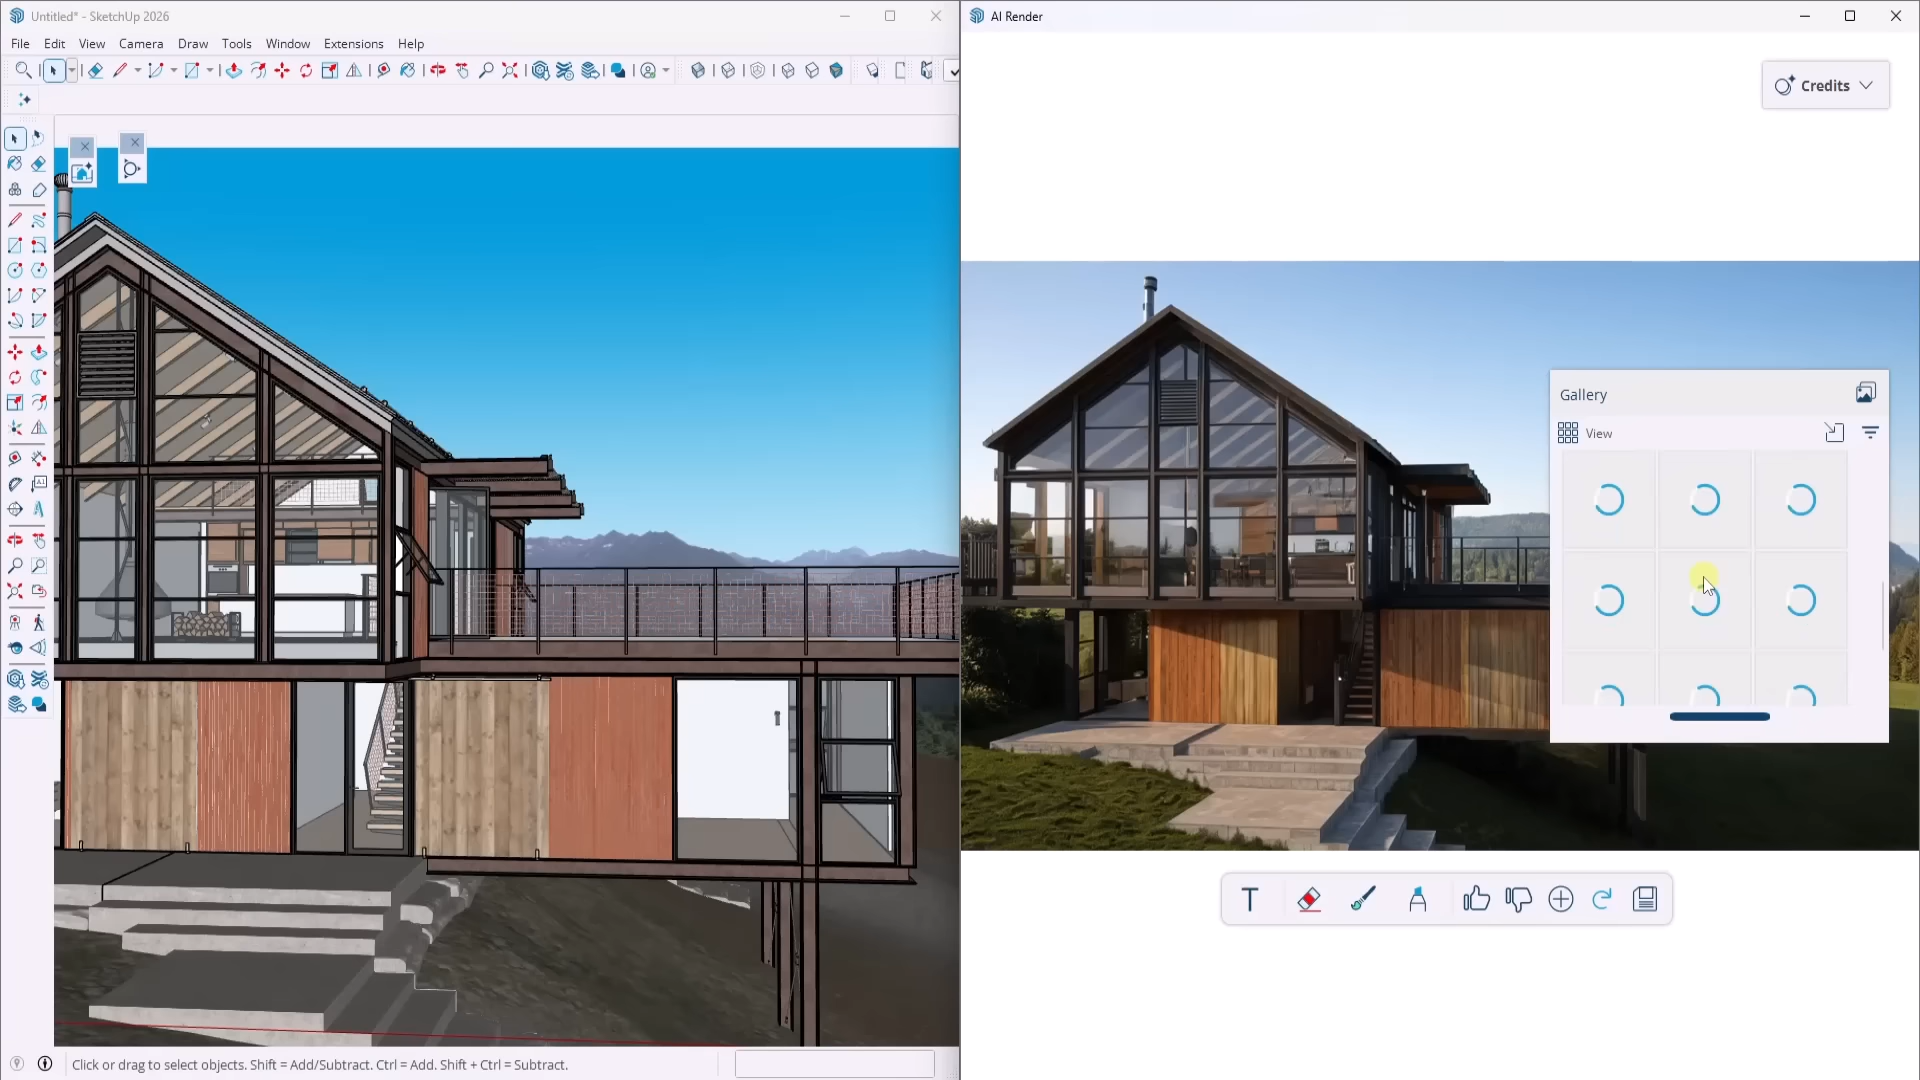 Untitled* - SketchUp 2026
File Edit View Camera Draw Tools Window Extensions Help
Click or drag to select objects. Shift = Add/Subtract. Ctrl = Add. Shift + Ctrl = Subtract.
AI Render
Credits
Gallery
View
T